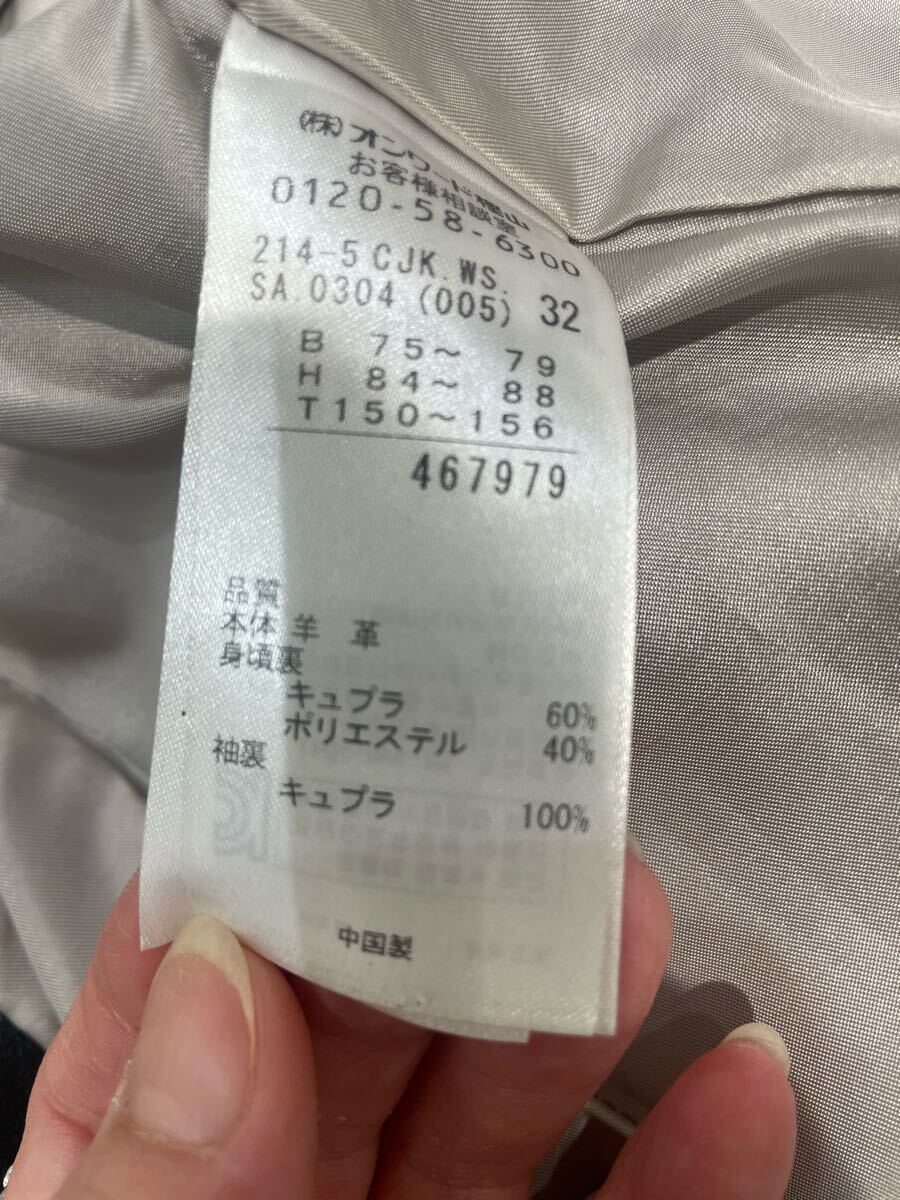 (株)オンワード樫山
お客様相談室
0120-58-6300
214-5 CJK.WS.
SA.0304 (005) 32
B 75～ 79
H 84～ 88
T150～156
467979
品質
本体 羊 革
身頃裏
キュプラ 60%
ポリエステル 40%
袖裏
キュプラ 100%
中国製